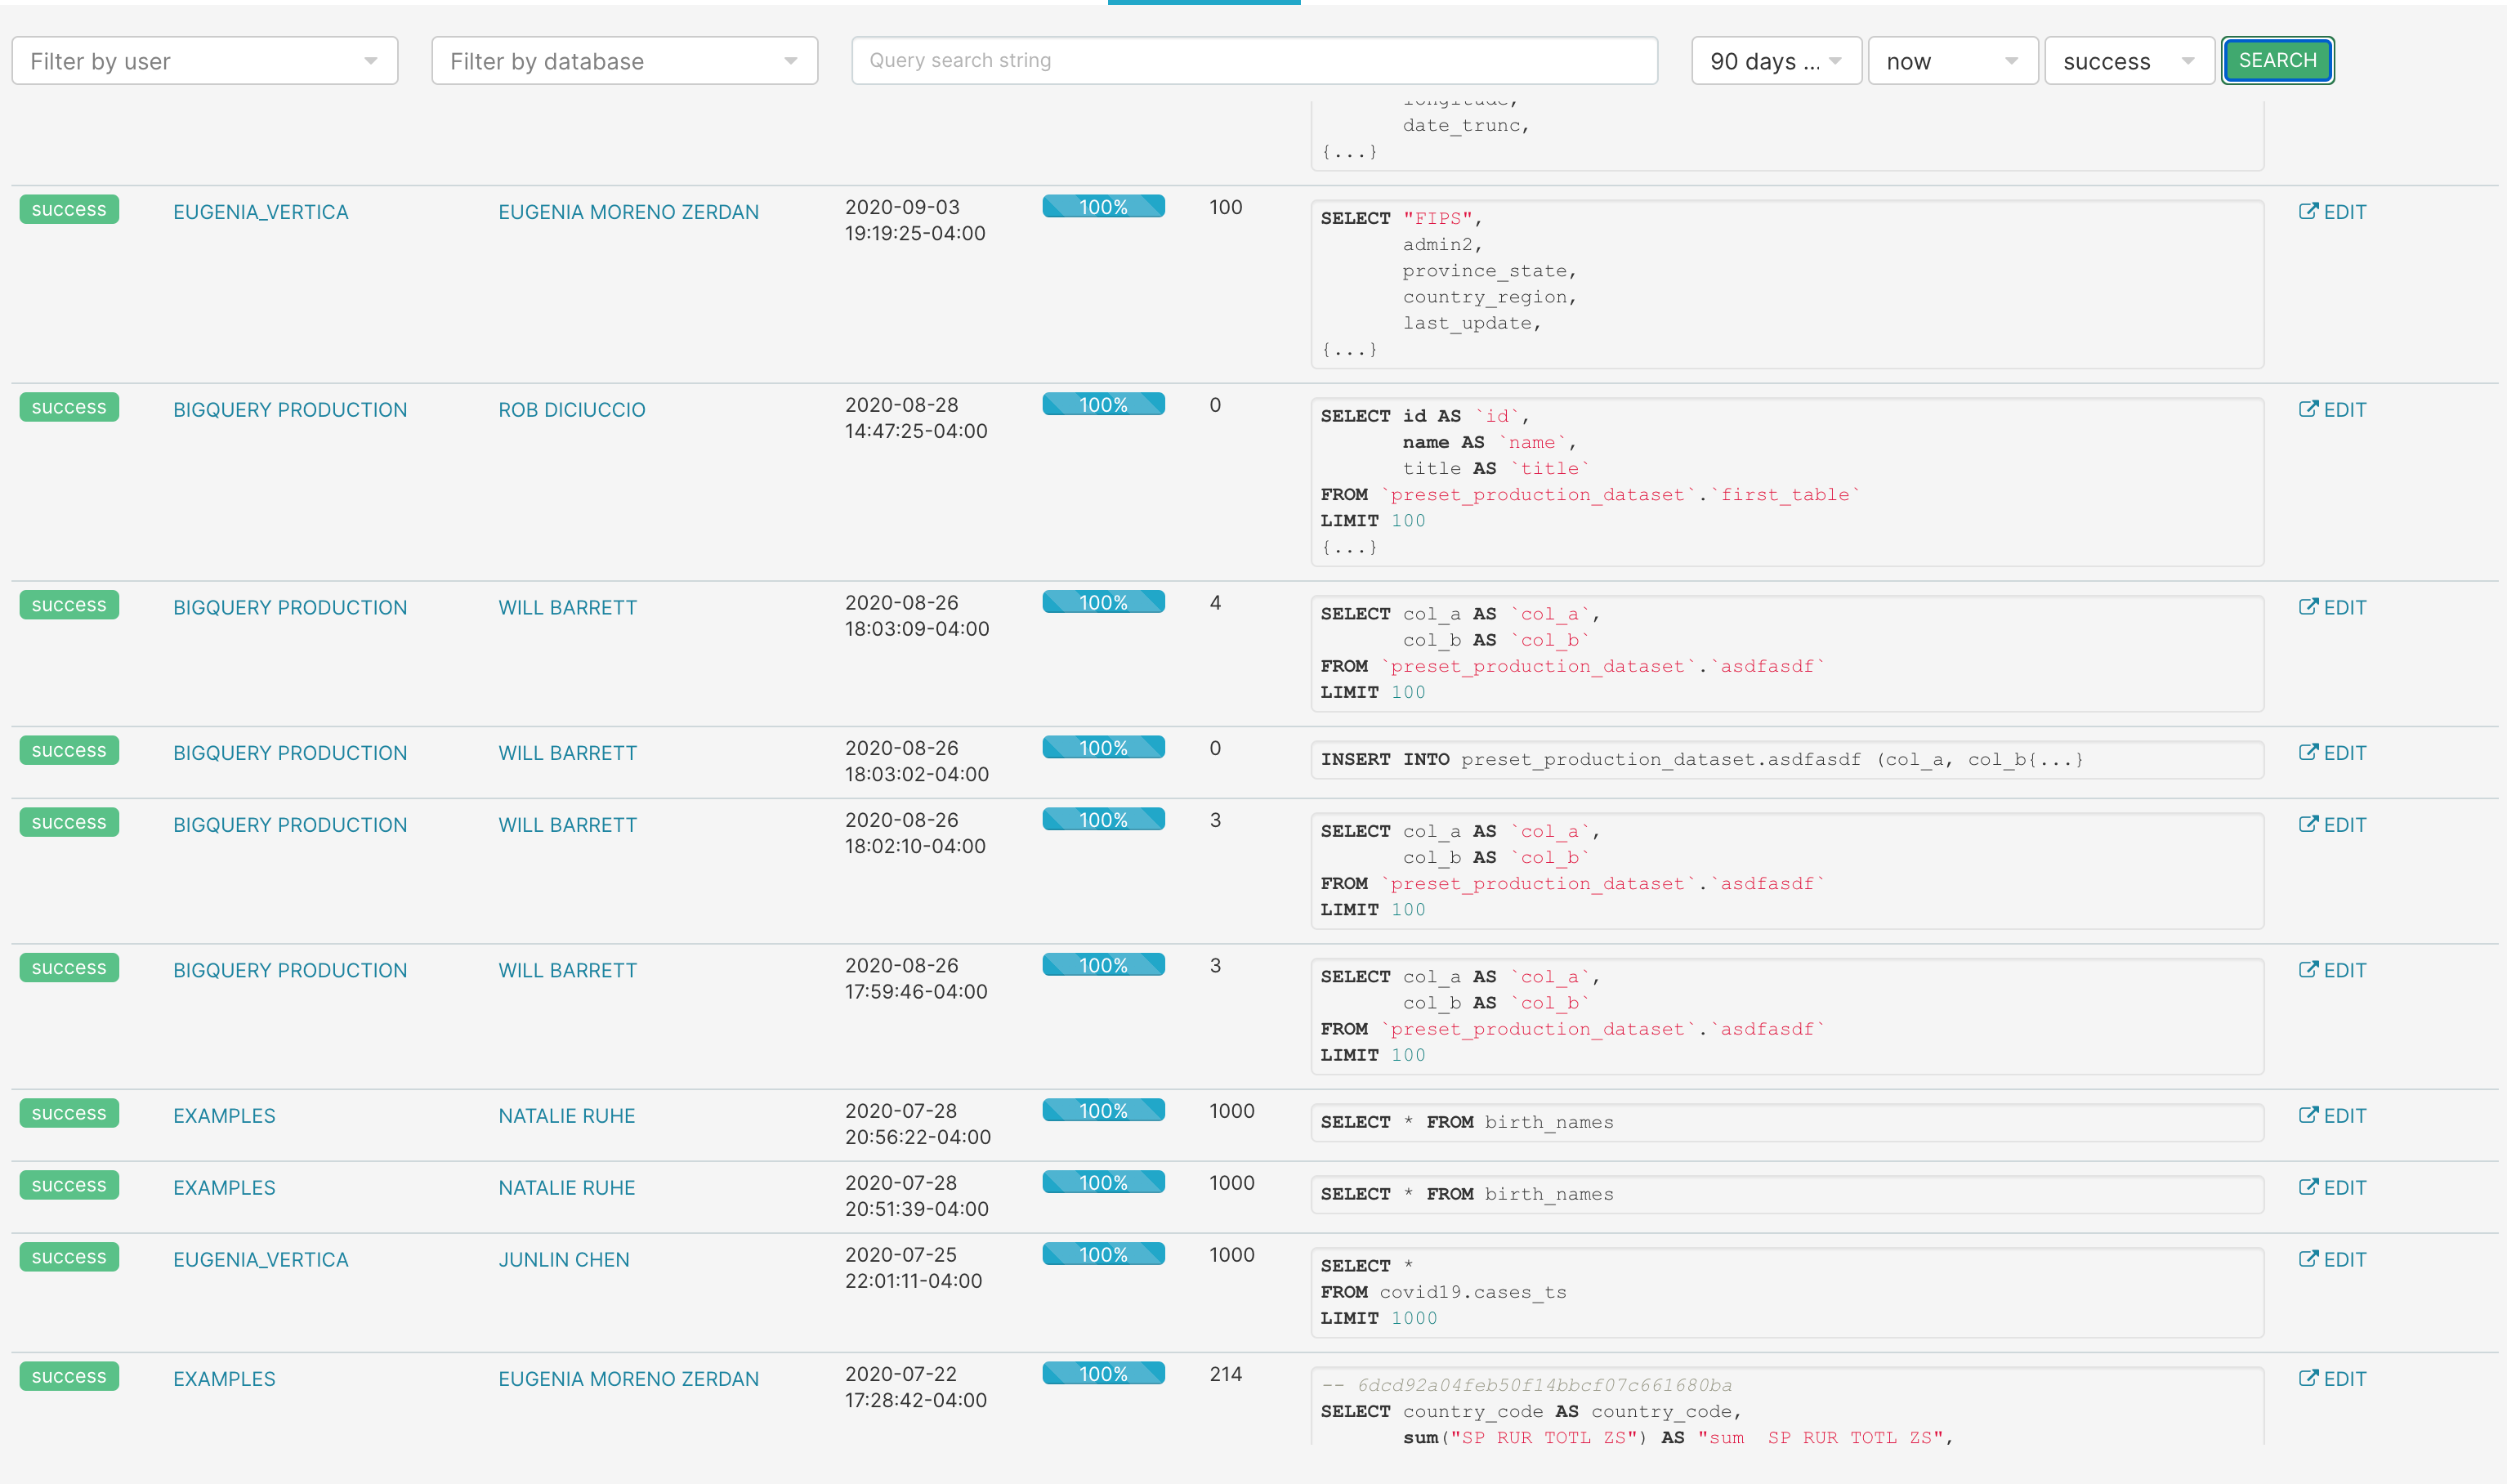 Filter by user Filter by database Query search string 90 days ... now success SEARCH
longitude,
date_trunc,
{...}
success EUGENIA_VERTICA EUGENIA MORENO ZERDAN 2020-09-03 100% 100 EDIT
19:19:25-04:00
SELECT "FIPS",
admin2,
province_state,
country_region,
last_update,
{...}
success BIGQUERY PRODUCTION ROB DICIUCCIO 2020-08-28 100% 0 EDIT
14:47:25-04:00
SELECT id AS `id`,
name AS `name`,
title AS `title`
FROM `preset_production_dataset`.`first_table`
LIMIT 100
{...}
success BIGQUERY PRODUCTION WILL BARRETT 2020-08-26 100% 4 EDIT
18:03:09-04:00
SELECT col_a AS `col_a`,
col_b AS `col_b`
FROM `preset_production_dataset`.`asdfasdf`
LIMIT 100
success BIGQUERY PRODUCTION WILL BARRETT 2020-08-26 100% 0 EDIT
18:03:02-04:00
INSERT INTO preset_production_dataset.asdfasdf (col_a, col_b{...}
success BIGQUERY PRODUCTION WILL BARRETT 2020-08-26 100% 3 EDIT
18:02:10-04:00
SELECT col_a AS `col_a`,
col_b AS `col_b`
FROM `preset_production_dataset`.`asdfasdf`
LIMIT 100
success BIGQUERY PRODUCTION WILL BARRETT 2020-08-26 100% 3 EDIT
17:59:46-04:00
SELECT col_a AS `col_a`,
col_b AS `col_b`
FROM `preset_production_dataset`.`asdfasdf`
LIMIT 100
success EXAMPLES NATALIE RUHE 2020-07-28 100% 1000 EDIT
20:56:22-04:00
SELECT * FROM birth_names
success EXAMPLES NATALIE RUHE 2020-07-28 100% 1000 EDIT
20:51:39-04:00
SELECT * FROM birth_names
success EUGENIA_VERTICA JUNLIN CHEN 2020-07-25 100% 1000 EDIT
22:01:11-04:00
SELECT *
FROM covid19.cases_ts
LIMIT 1000
success EXAMPLES EUGENIA MORENO ZERDAN 2020-07-22 100% 214 EDIT
17:28:42-04:00
-- 6dcd92a04feb50f14bbcf07c661680ba
SELECT country_code AS country_code,
sum("SP RUR TOTL ZS") AS "sum  SP RUR TOTL ZS",